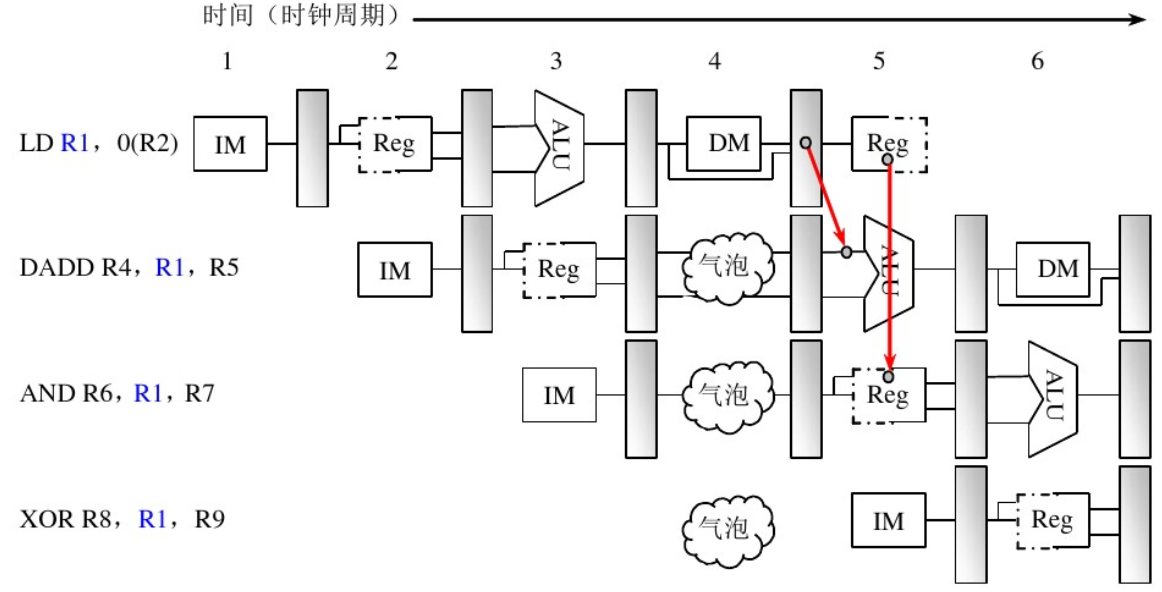 时间（时钟周期）
1 2 3 4 5 6
LD R1，0(R2) IM Reg ALU DM Reg
DADD R4，R1，R5 IM Reg 气泡 ALU DM
AND R6，R1，R7 IM 气泡 Reg ALU
XOR R8，R1，R9 气泡 IM Reg